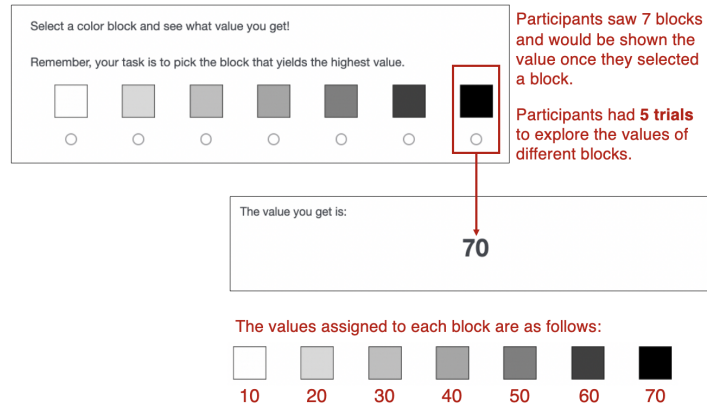 Select a color block and see what value you get!
Participants saw 7 blocks
and would be shown the
value once they selected
a block.
Remember, your task is to pick the block that yields the highest value.
Participants had 5 trials
to explore the values of
different blocks.
The value you get is:
70
The values assigned to each block are as follows:
10 20 30 40 50 60 70